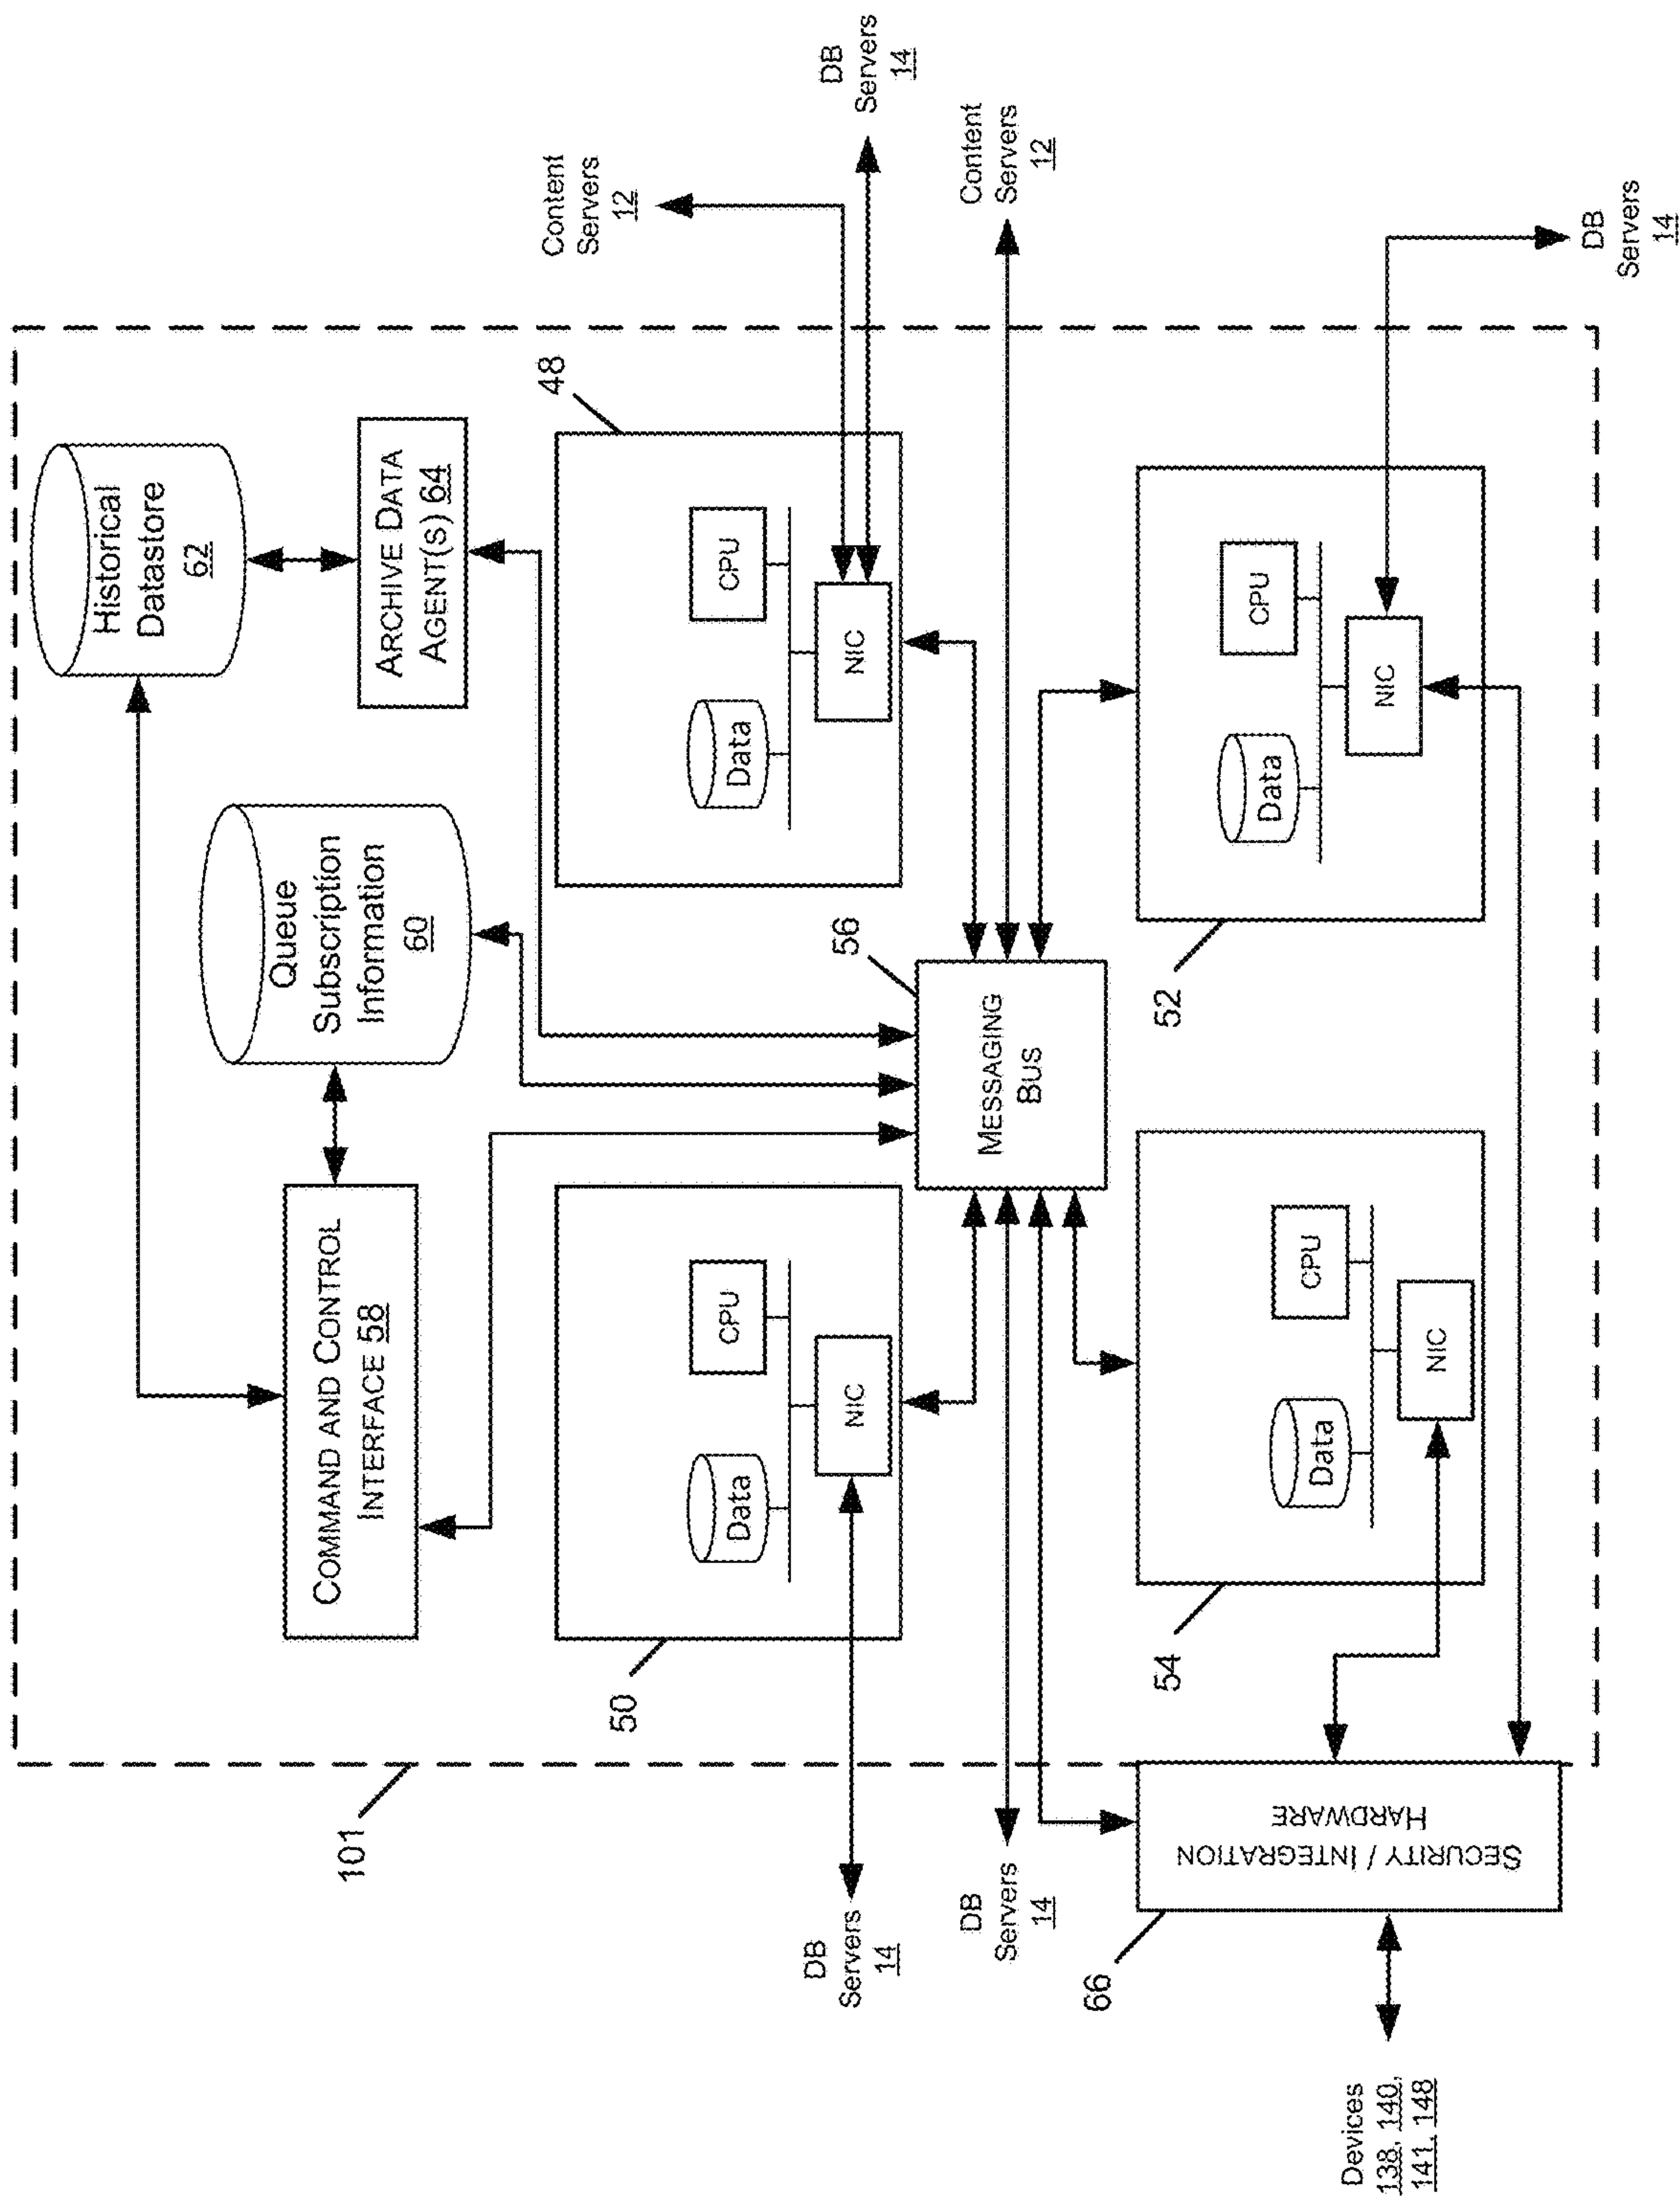 Historical
Datastore
62
ARCHIVE DATA
AGENT(S) 64
Queue
Subscription
Information
60
COMMAND AND CONTROL
INTERFACE 58
101
50
Data
CPU
NIC
DB
Servers
14
48
Data
CPU
NIC
Content
Servers
12
DB
Servers
14
56
MESSAGING
BUS
DB
Servers
14
Content
Servers
12
66
SECURITY / INTEGRATION
HARDWARE
Devices
138, 140,
141, 148
54
Data
CPU
NIC
52
Data
CPU
NIC
DB
Servers
14